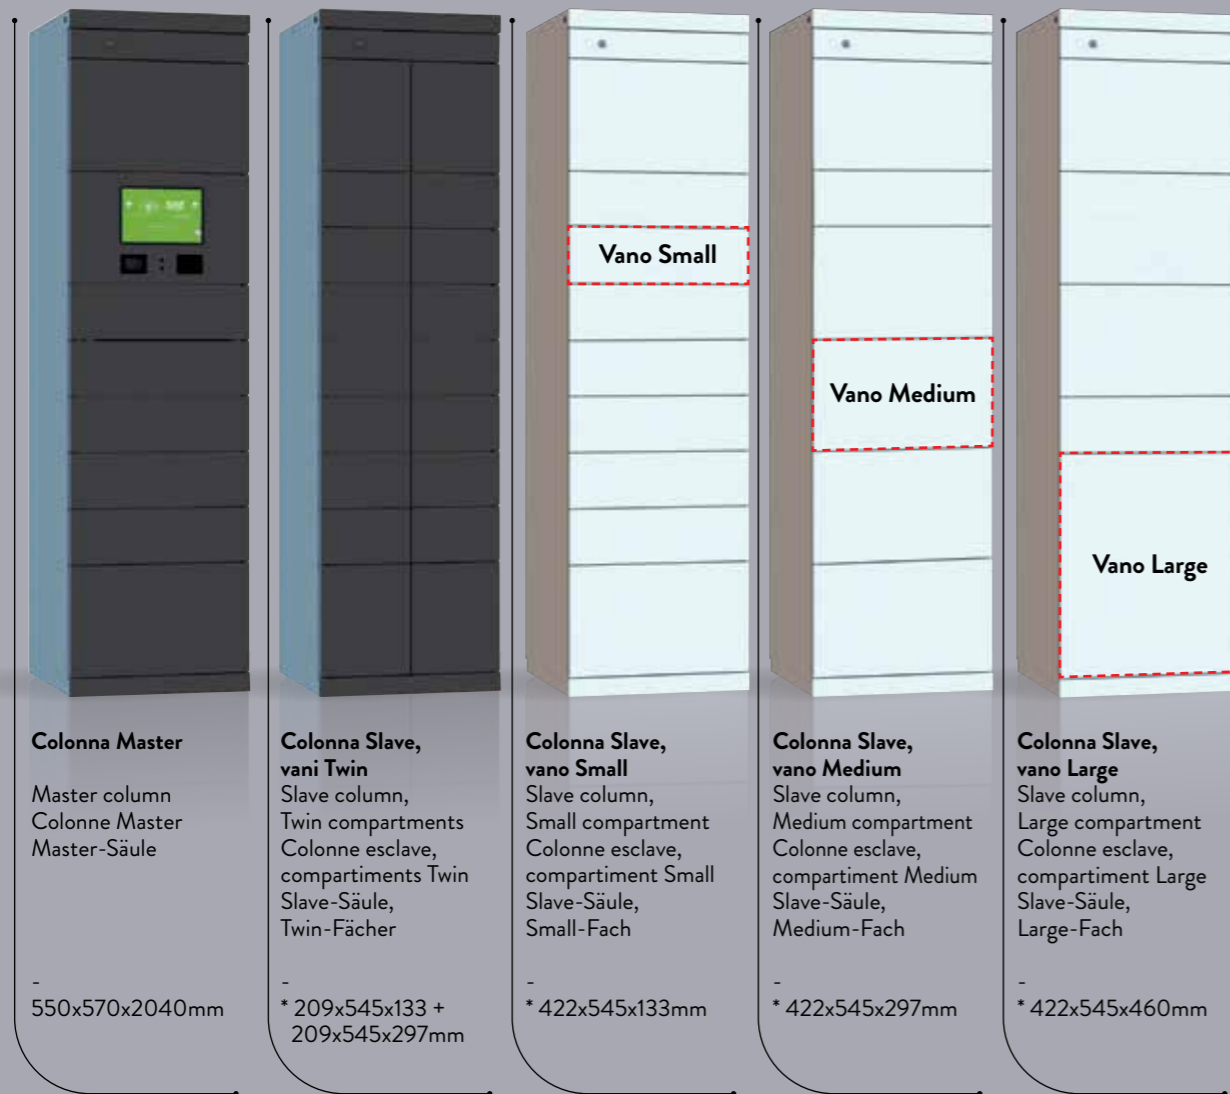 Vano Small
Vano Medium
Vano Large
Colonna Master
Master column
Colonne Master
Master-Säule
-
550x570x2040mm
Colonna Slave,
vani Twin
Slave column,
Twin compartments
Colonne esclave,
compartiments Twin
Slave-Säule,
Twin-Fächer
-
* 209x545x133 +
209x545x297mm
Colonna Slave,
vano Small
Slave column,
Small compartment
Colonne esclave,
compartiment Small
Slave-Säule,
Small-Fach
-
* 422x545x133mm
Colonna Slave,
vano Medium
Slave column,
Medium compartment
Colonne esclave,
compartiment Medium
Slave-Säule,
Medium-Fach
-
* 422x545x297mm
Colonna Slave,
vano Large
Slave column,
Large compartment
Colonne esclave,
compartiment Large
Slave-Säule,
Large-Fach
-
* 422x545x460mm